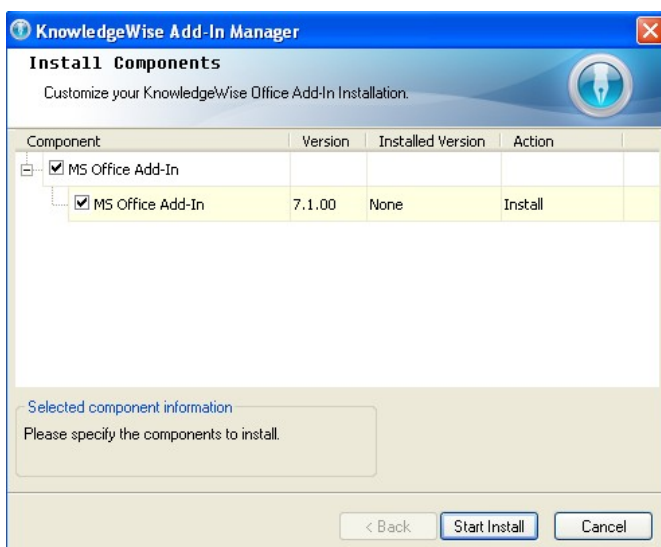 KnowledgeWise Add-In Manager
Install Components
Customize your KnowledgeWise Office Add-In Installation.
Component Version Installed Version Action
MS Office Add-In
MS Office Add-In 7.1.00 None Install
Selected component information
Please specify the components to install.
< Back Start Install Cancel